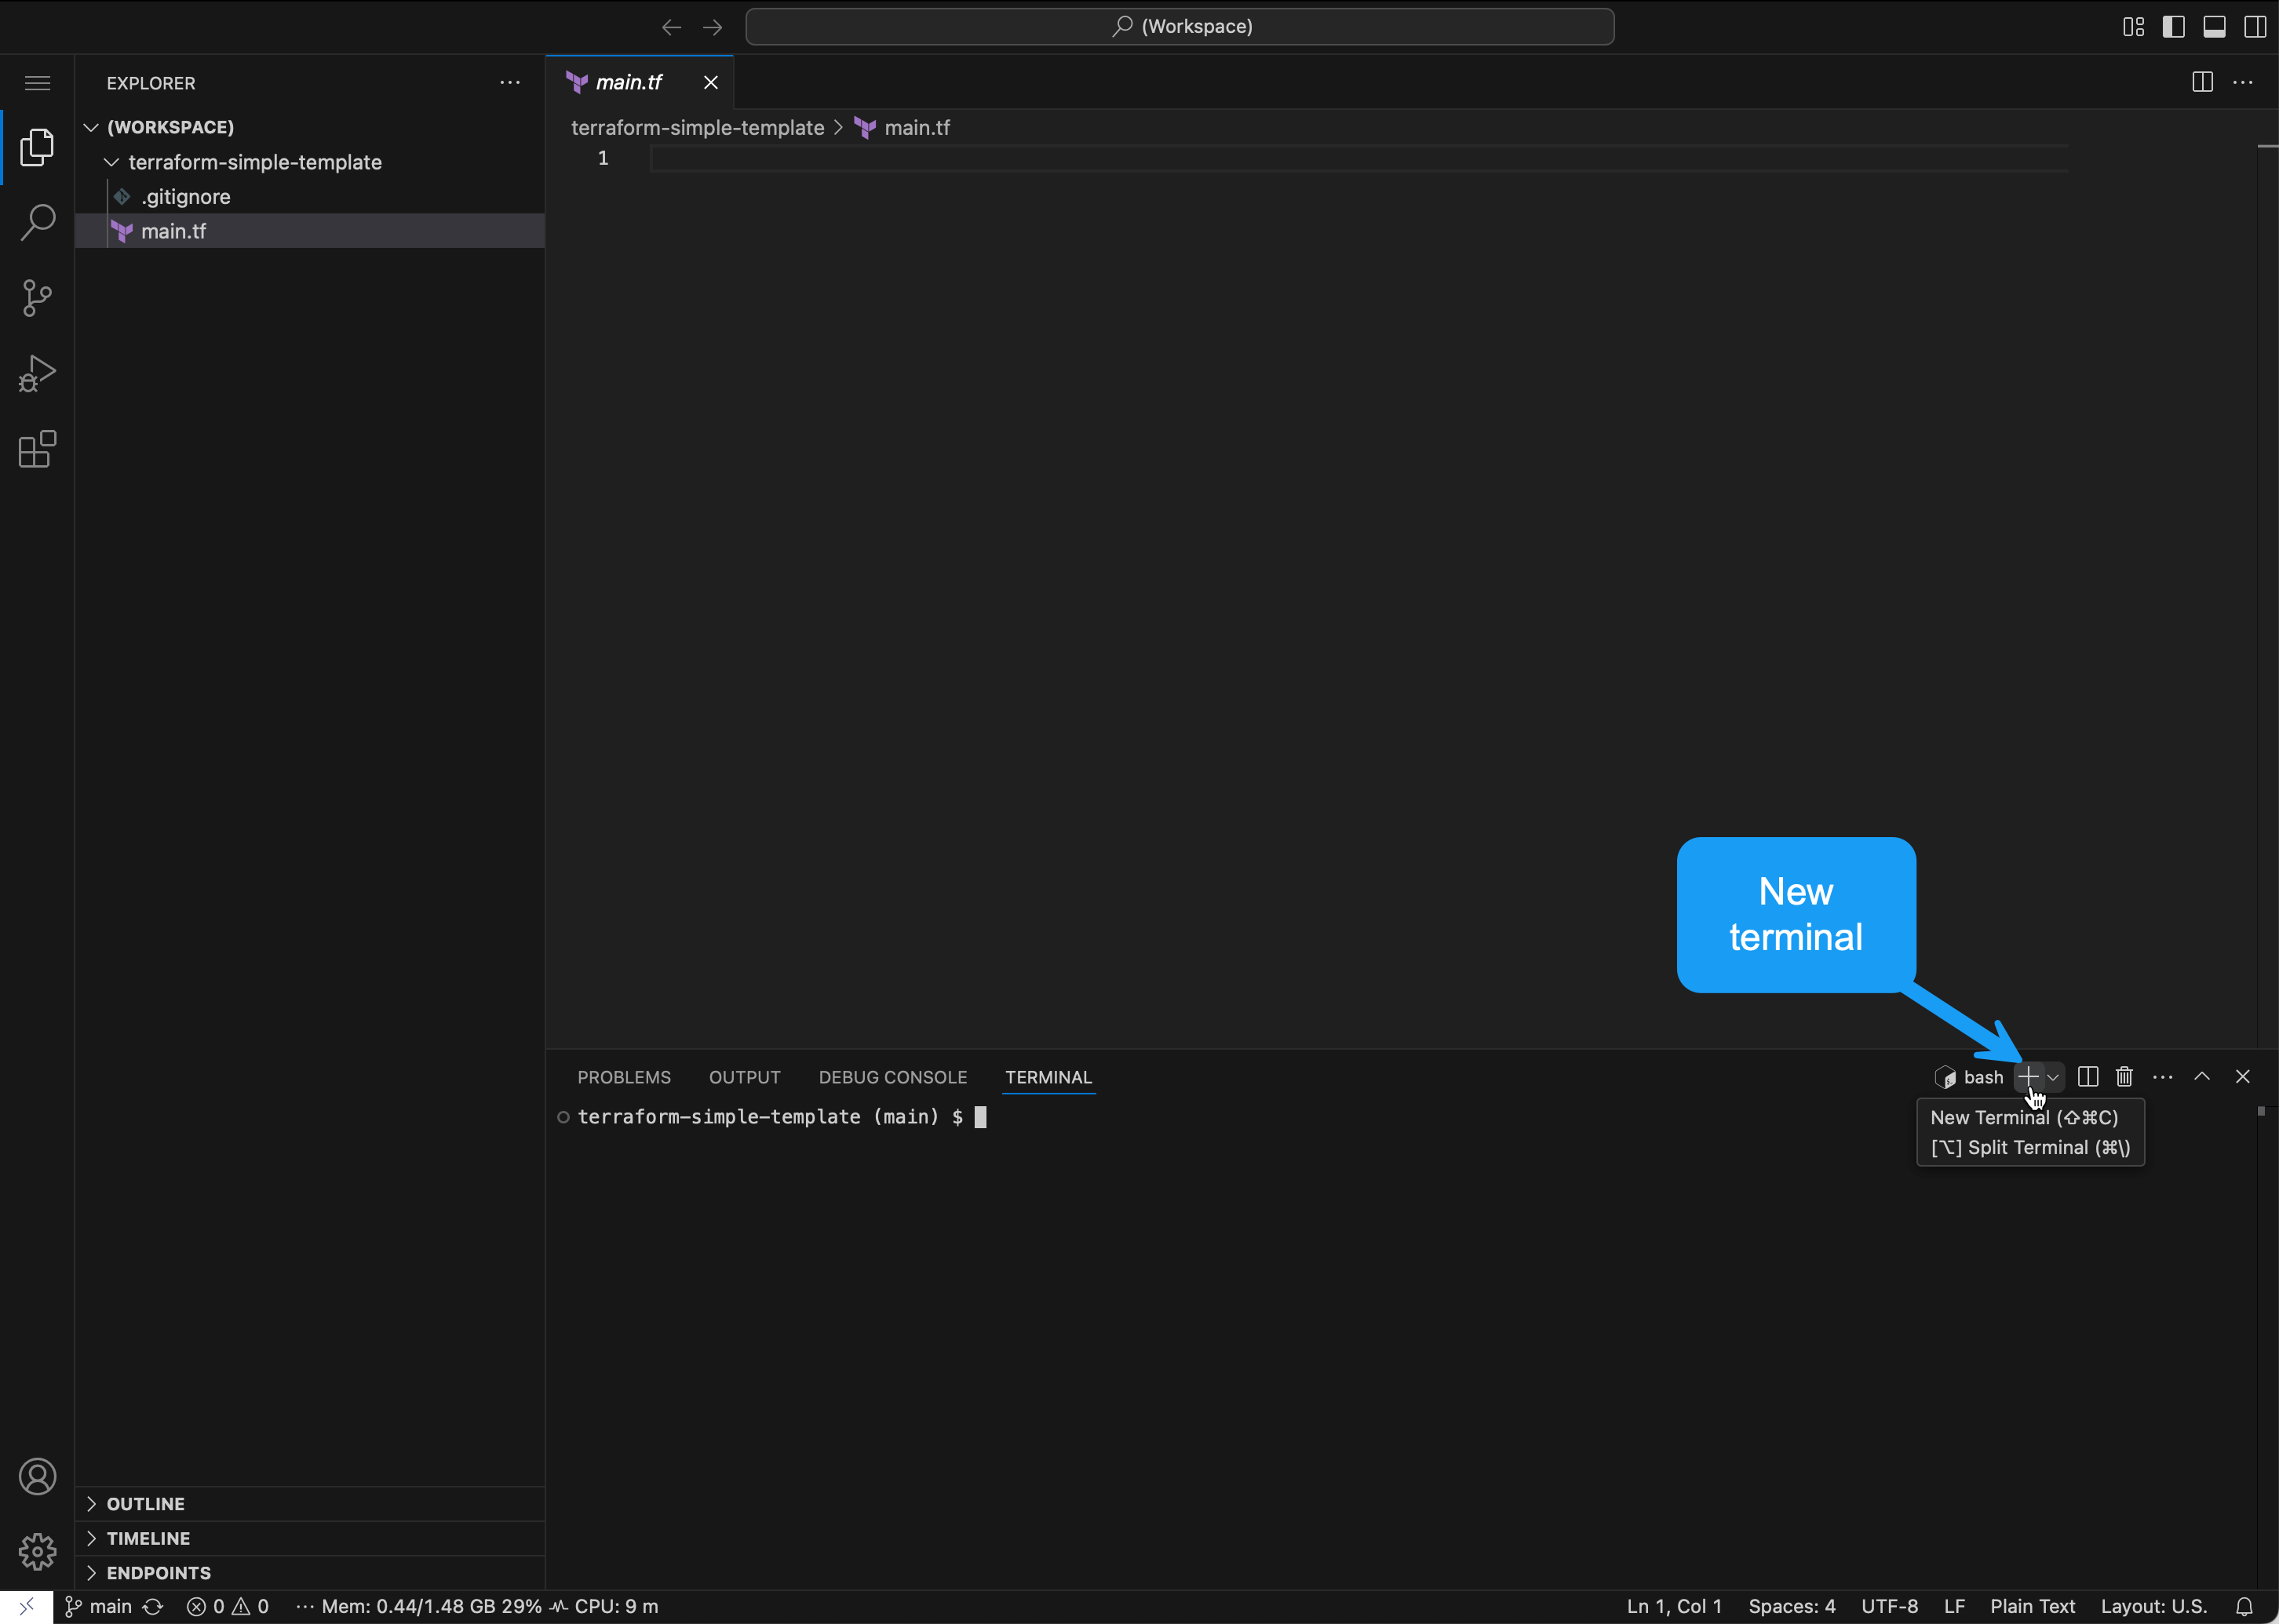 (Workspace)
EXPLORER
main.tf
(WORKSPACE)
terraform-simple-template
.gitignore
main.tf
terraform-simple-template > main.tf
1
New
terminal
PROBLEMS OUTPUT DEBUG CONSOLE TERMINAL
bash
terraform-simple-template (main) $
New Terminal (⇧⌘C)
[⌥] Split Terminal (⌘\)
OUTLINE
TIMELINE
ENDPOINTS
main 0 0 ··· Mem: 0.44/1.48 GB 29% CPU: 9 m Ln 1, Col 1 Spaces: 4 UTF-8 LF Plain Text Layout: U.S.